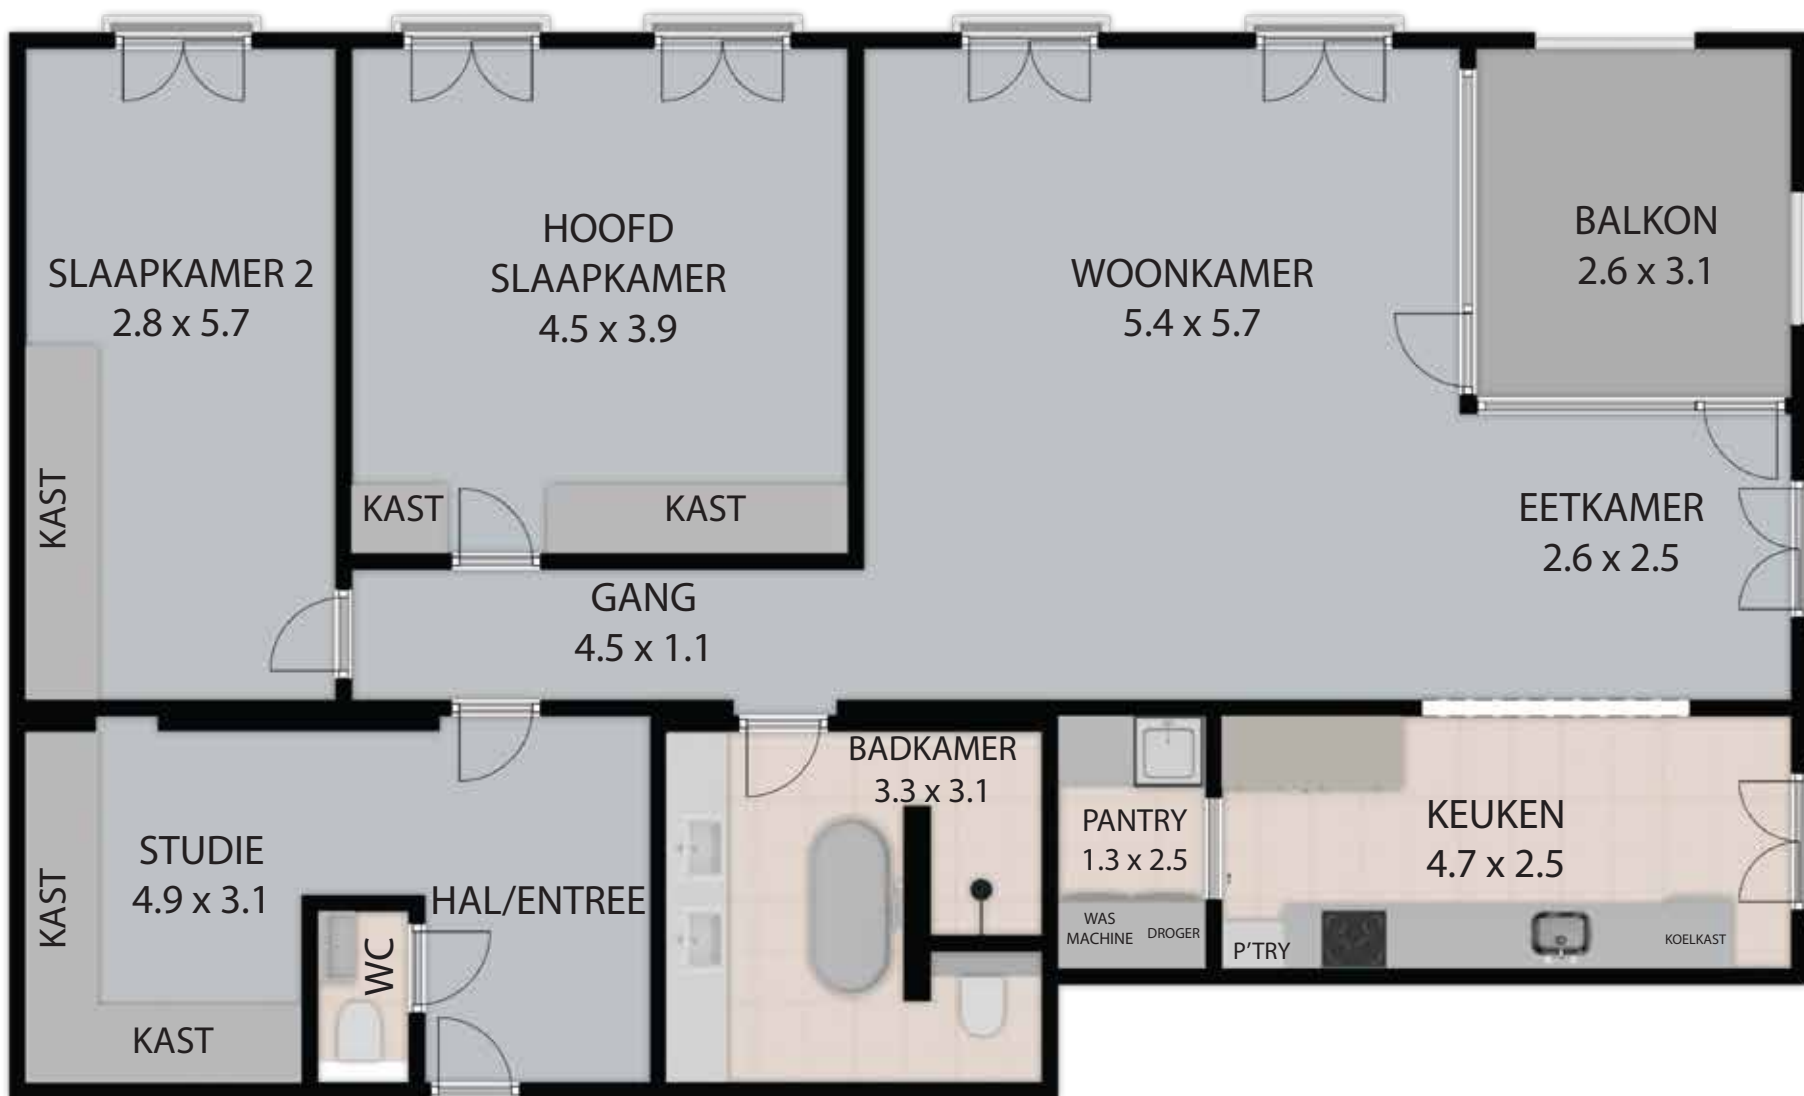 SLAAPKAMER 2
2.8 x 5.7
KAST
HOOFD
SLAAPKAMER
4.5 x 3.9
KAST
KAST
WOONKAMER
5.4 x 5.7
BALKON
2.6 x 3.1
EETKAMER
2.6 x 2.5
GANG
4.5 x 1.1
STUDIE
4.9 x 3.1
KAST
KAST
HAL/ENTREE
WC
BADKAMER
3.3 x 3.1
PANTRY
1.3 x 2.5
WAS
MACHINE
DROGER
KEUKEN
4.7 x 2.5
P'TRY
KOELKAST